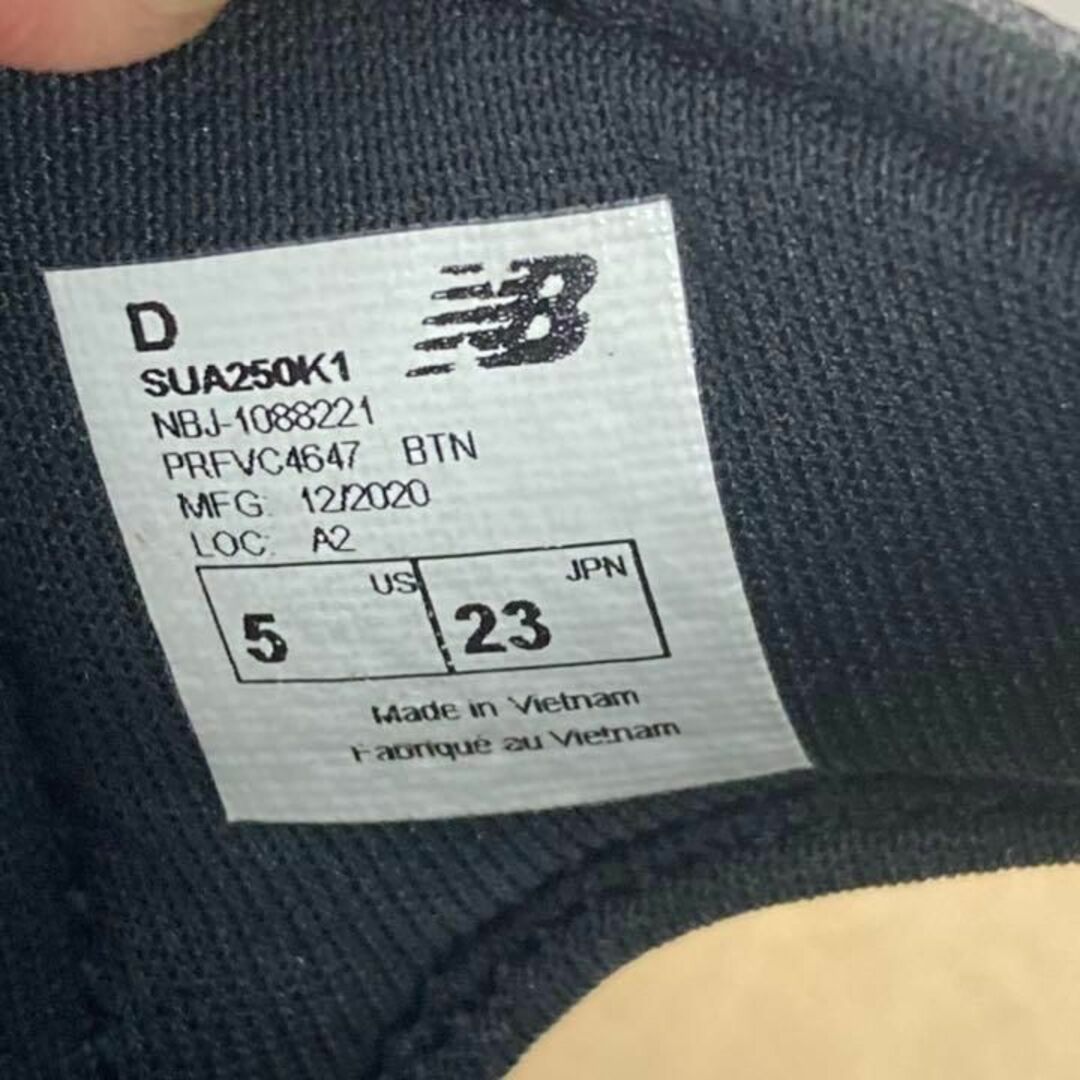 D
NB
SUA250K1
NBJ-1088221
PRFVC4647 BTN
MFG: 12/2020
LOC: A2
5 US 23 JPN
Made in Vietnam
Fabriqué au Vietnam